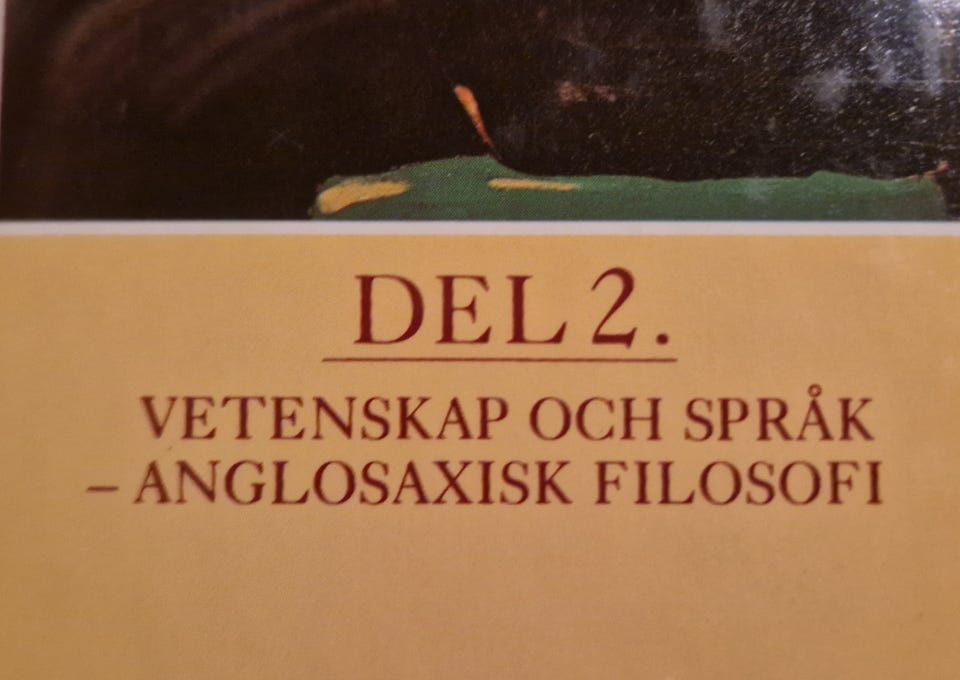 DEL 2.
VETENSKAP OCH SPRÅK
– ANGLOSAXISK FILOSOFI